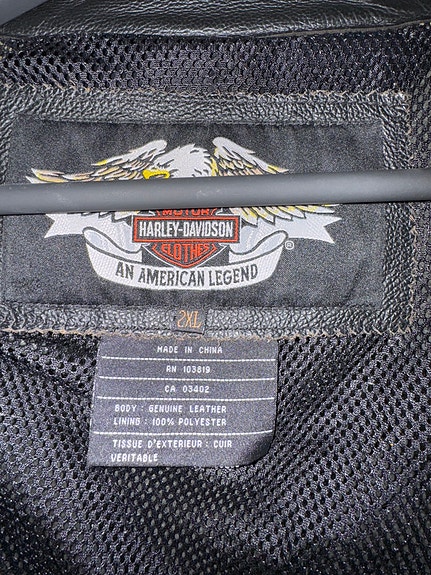 MOTOR
HARLEY-DAVIDSON
CLOTHES
®
AN AMERICAN LEGEND
2XL
MADE IN CHINA
RN 103819
CA 03402
BODY : GENUINE LEATHER
LINING : 100% POLYESTER
TISSUE D'EXTERIEUR : CUIR
VERITABLE